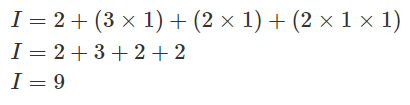 I = 2 + (3 × 1) + (2 × 1) + (2 × 1 × 1)
I = 2 + 3 + 2 + 2
I = 9